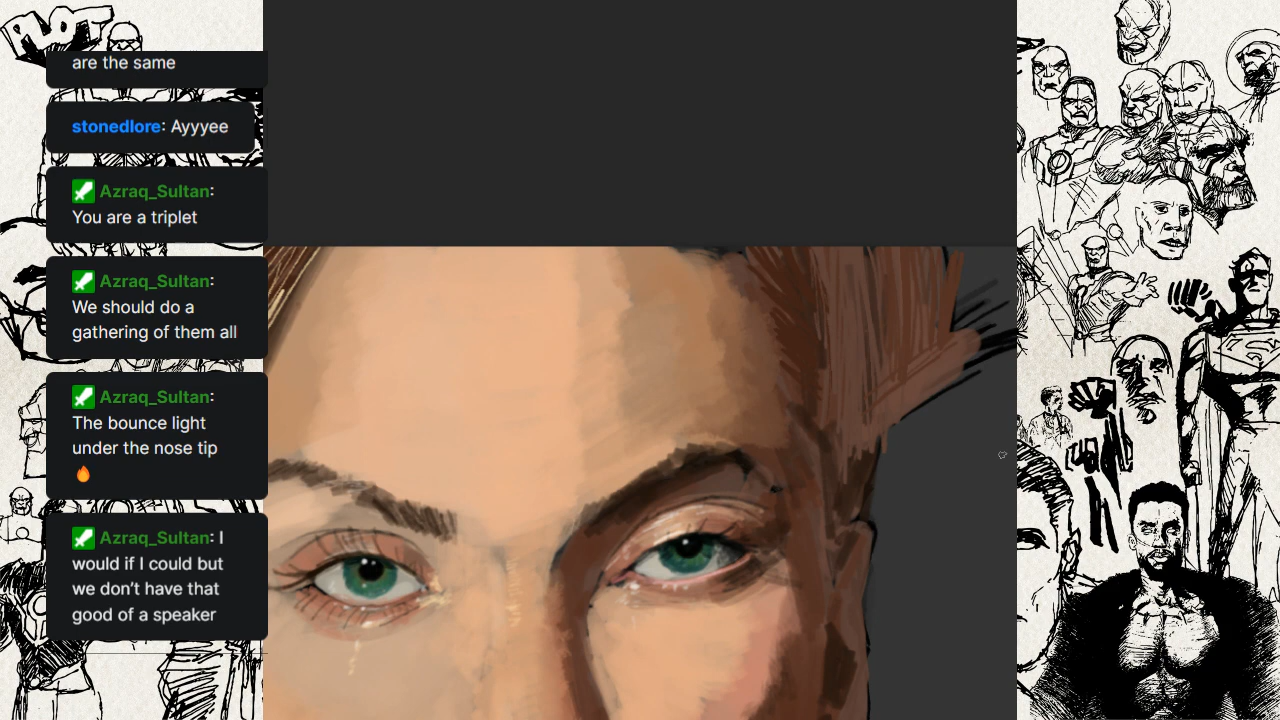 PLOT
are the same
stonedlore: Ayyyee
Azraq_Sultan:
You are a triplet
Azraq_Sultan:
We should do a
gathering of them all
Azraq_Sultan:
The bounce light
under the nose tip
🔥
Azraq_Sultan: I
would if I could but
we don’t have that
good of a speaker